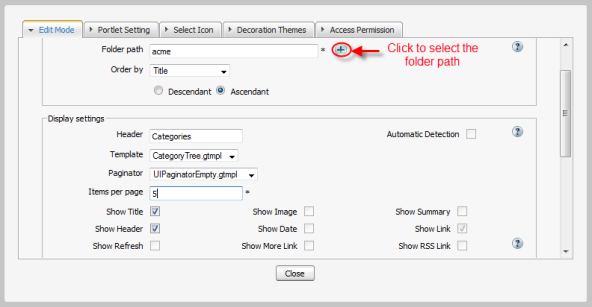 Edit Mode Portlet Setting Select Icon Decoration Themes Access Permission
Folder path acme * Click to select the
folder path
Order by Title
Descendant Ascendant
Display settings
Header Categories Automatic Detection
Template CategoryTree.gtmpl
Paginator UIPaginatorEmpty.gtmpl
Items per page 5 *
Show Title Show Image Show Summary
Show Header Show Date Show Link
Show Refresh Show More Link Show RSS Link
Close